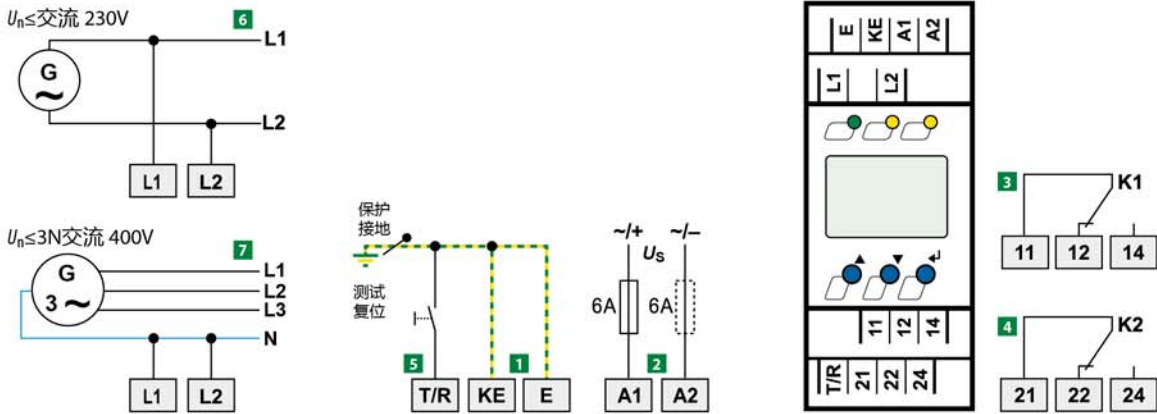 Un≤交流 230V
6
L1
G
~
L2
L1 L2
Un≤3N交流 400V
7
G
3 ~
L1
L2
L3
N
L1 L2
保护
接地
测试
复位
5
1
T/R KE E
~/+ ~/–
US
6A 6A
2
A1 A2
E KE A1 A2
L1 L2
▲ ▼ ↵
11 12 14
T/R 21 22 24
3
K1
11 12 14
4
K2
21 22 24